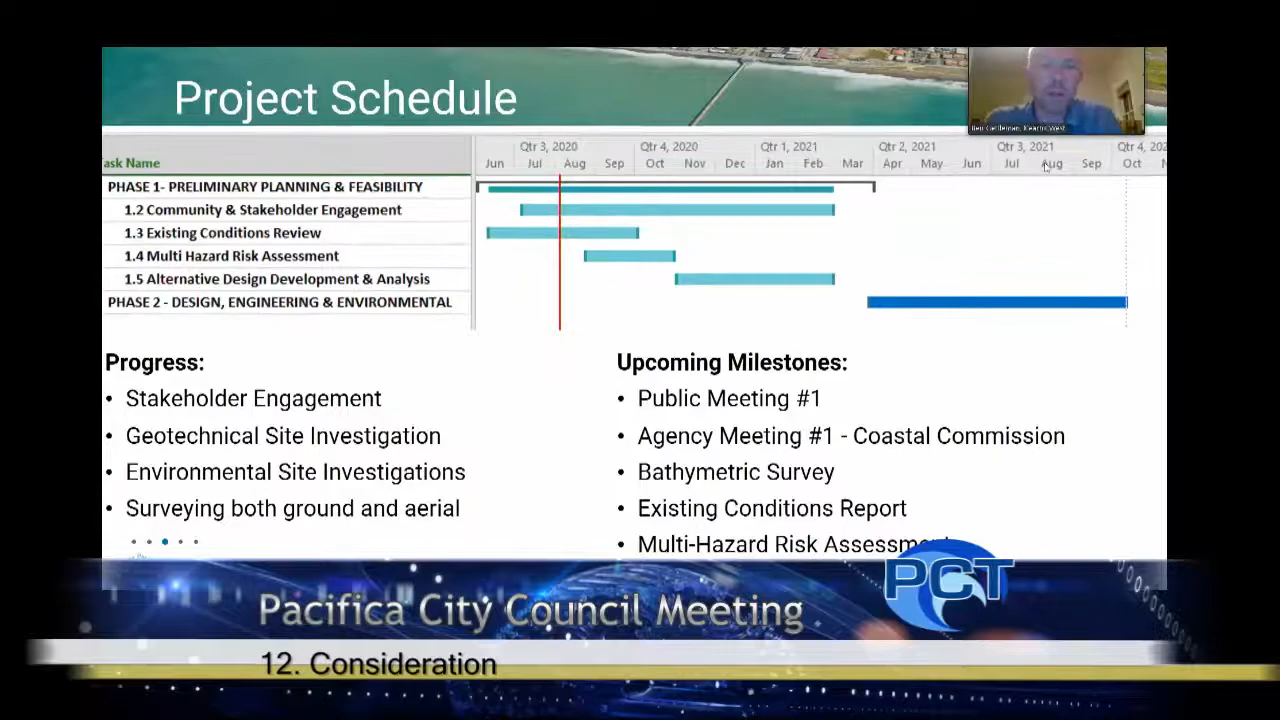 Project Schedule
Qtr 3, 2020 Qtr 4, 2020 Qtr 1, 2021 Qtr 2, 2021 Qtr 3, 2021 Qtr 4, 202
ask Name Jun Jul Aug Sep Oct Nov Dec Jan Feb Mar Apr May Jun Jul Aug Sep Oct
PHASE 1- PRELIMINARY PLANNING & FEASIBILITY
1.2 Community & Stakeholder Engagement
1.3 Existing Conditions Review
1.4 Multi Hazard Risk Assessment
1.5 Alternative Design Development & Analysis
PHASE 2 - DESIGN, ENGINEERING & ENVIRONMENTAL
Progress:
• Stakeholder Engagement
• Geotechnical Site Investigation
• Environmental Site Investigations
• Surveying both ground and aerial
Upcoming Milestones:
• Public Meeting #1
• Agency Meeting #1 - Coastal Commission
• Bathymetric Survey
• Existing Conditions Report
• Multi-Hazard Risk Assessm
PCT
Pacifica City Council Meeting
12. Consideration